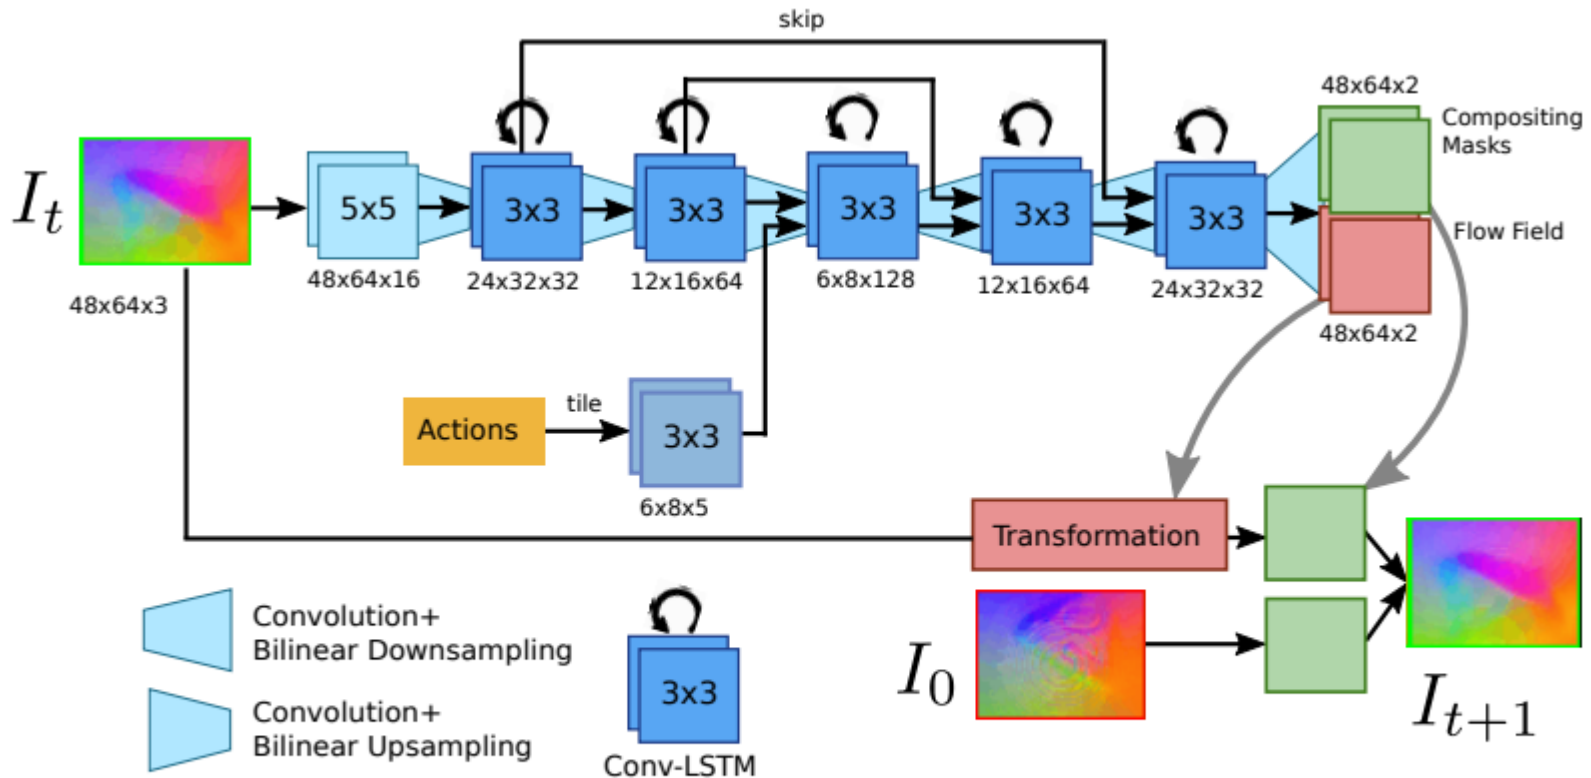 skip
48x64x2
Compositing
Masks
I_t
5x5
3x3
3x3
3x3
3x3
3x3
Flow Field
48x64x3
48x64x16
24x32x32
12x16x64
6x8x128
12x16x64
24x32x32
48x64x2
Actions
tile
3x3
6x8x5
Transformation
Convolution+
Bilinear Downsampling
Convolution+
Bilinear Upsampling
3x3
Conv-LSTM
I_0
I_{t+1}